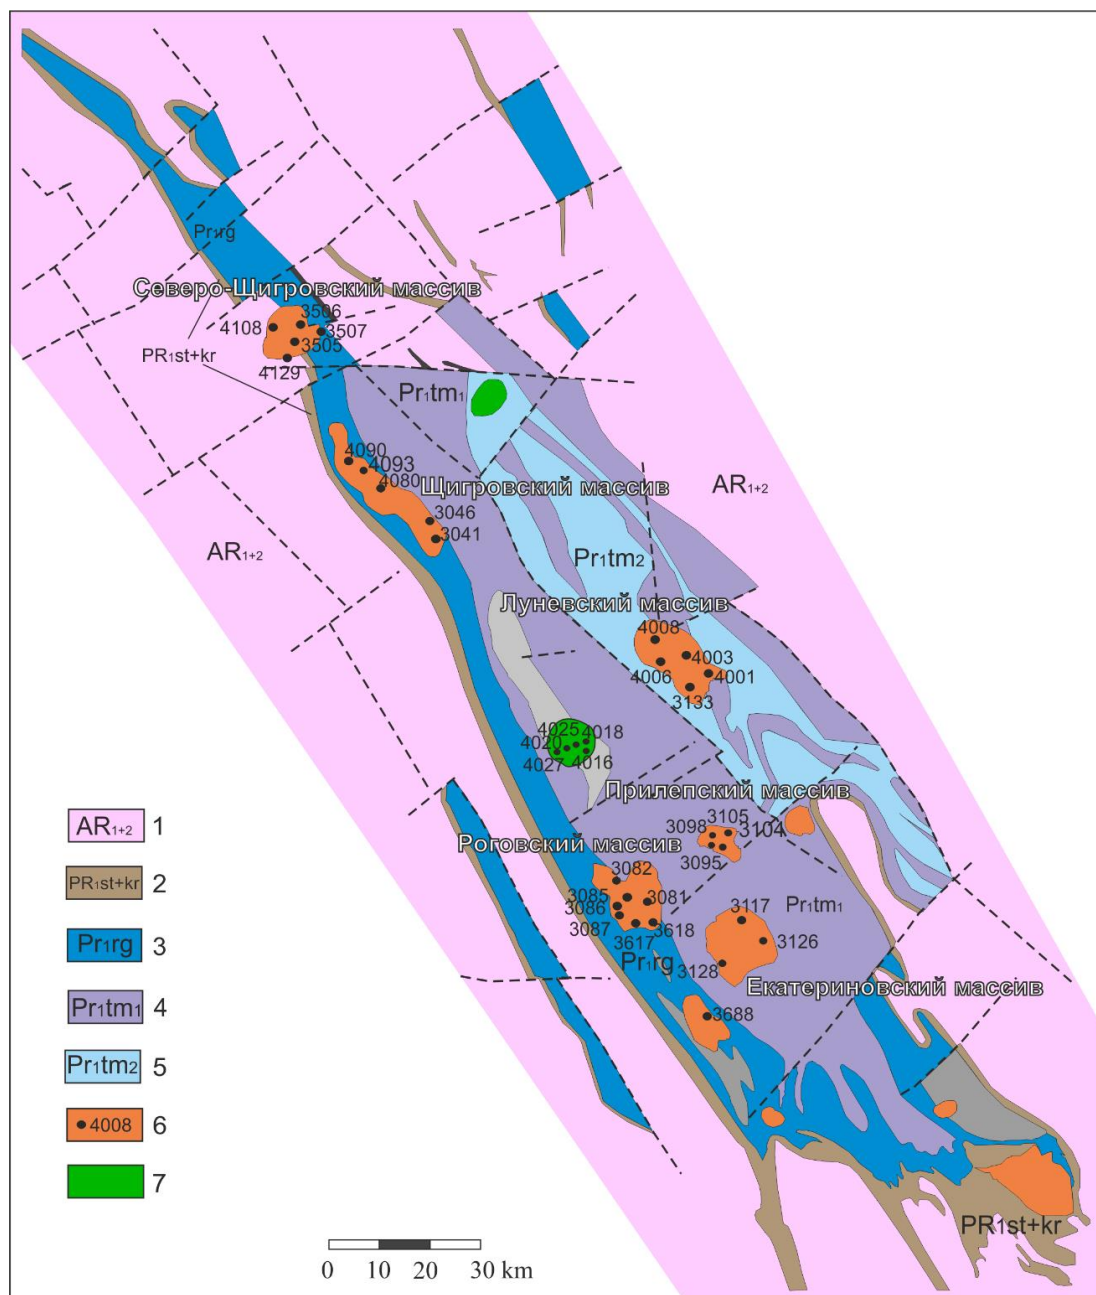 Pr1rg
Северо-Щигровский массив
3506
4108
3507
3505
PR1st+kr
4129
Pr1tm1
4090
4093
4080
Щигровский массив
AR1+2
3046
3041
AR1+2
Pr1tm2
Луневский массив
4008
4003
4006
4001
3133
4025
4018
4020
4027
4016
Прилепский массив
3105
3098
3104
3095
Роговский массив
3082
3085
3081
3086
3087
3618
3617
Pr1tm1
3117
3126
3128
Pr1rg
Екатериновский массив
3688
PR1st+kr
AR1+2 1
PR1st+kr 2
Pr1rg 3
Pr1tm1 4
Pr1tm2 5
4008 6
7
0 10 20 30 km